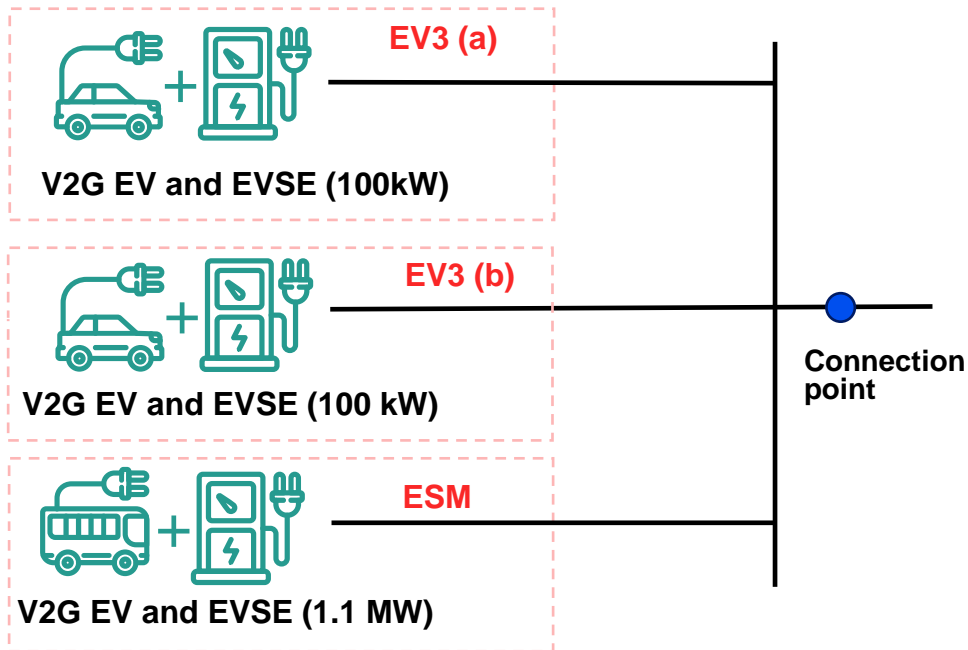 EV3 (a)
V2G EV and EVSE (100kW)
EV3 (b)
V2G EV and EVSE (100 kW)
Connection
point
ESM
V2G EV and EVSE (1.1 MW)